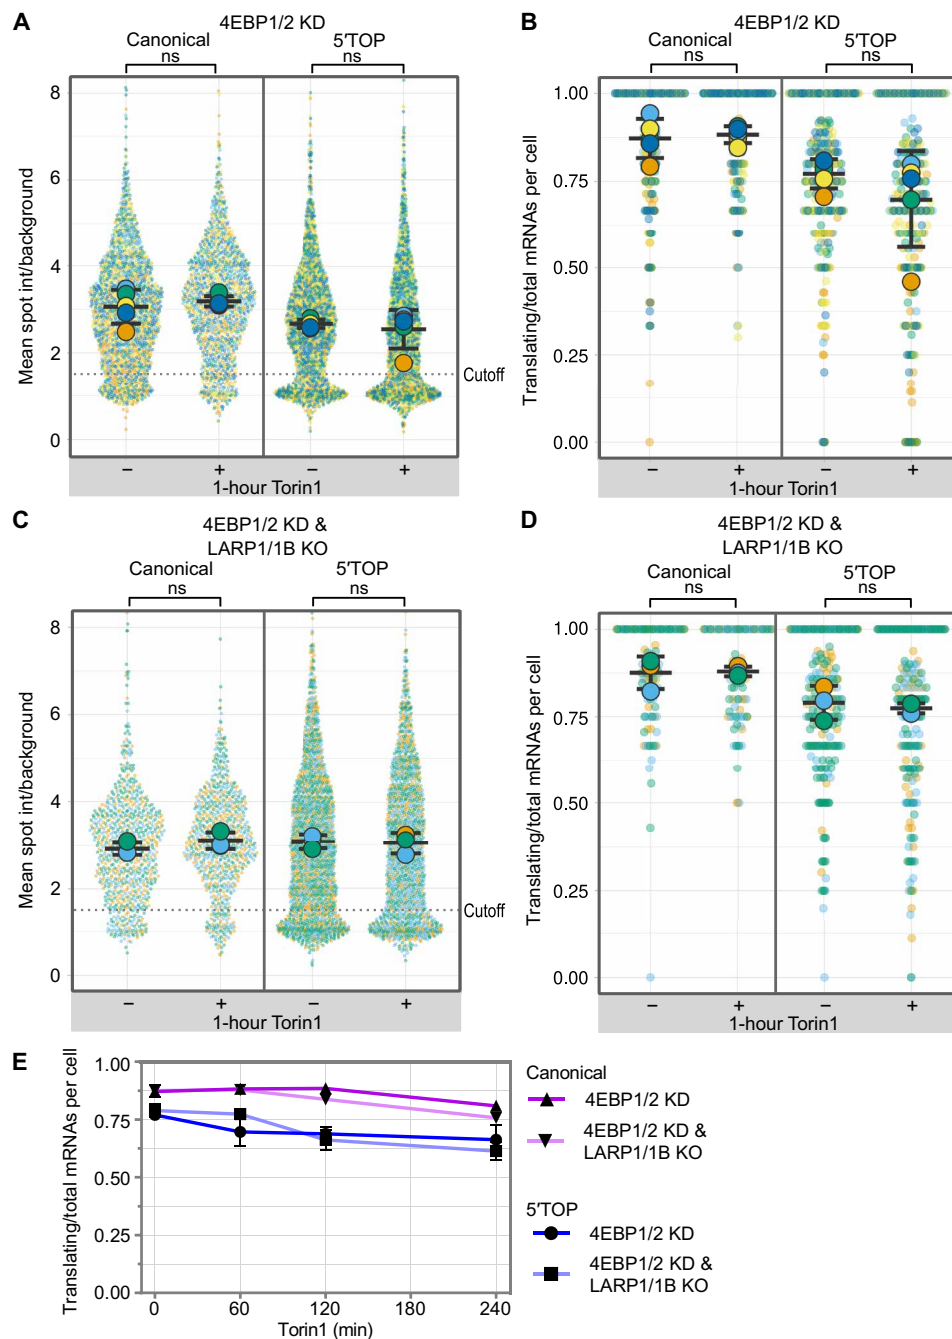 A
4EBP1/2 KD
Canonical
5′TOP
ns
ns
Mean spot int/background
8
6
4
2
0
Cutoff
−
+
−
+
1-hour Torin1
B
4EBP1/2 KD
Canonical
5′TOP
ns
ns
Translating/total mRNAs per cell
1.00
0.75
0.50
0.25
0.00
−
+
−
+
1-hour Torin1
C
4EBP1/2 KD &
LARP1/1B KO
Canonical
5′TOP
ns
ns
Mean spot int/background
8
6
4
2
0
Cutoff
−
+
−
+
1-hour Torin1
D
4EBP1/2 KD &
LARP1/1B KO
Canonical
5′TOP
ns
ns
Translating/total mRNAs per cell
1.00
0.75
0.50
0.25
0.00
−
+
−
+
1-hour Torin1
E
Translating/total mRNAs per cell
1.00
0.75
0.50
0.25
0.00
0 60 120 180 240
Torin1 (min)
Canonical
4EBP1/2 KD
4EBP1/2 KD &
LARP1/1B KO
5′TOP
4EBP1/2 KD
4EBP1/2 KD &
LARP1/1B KO